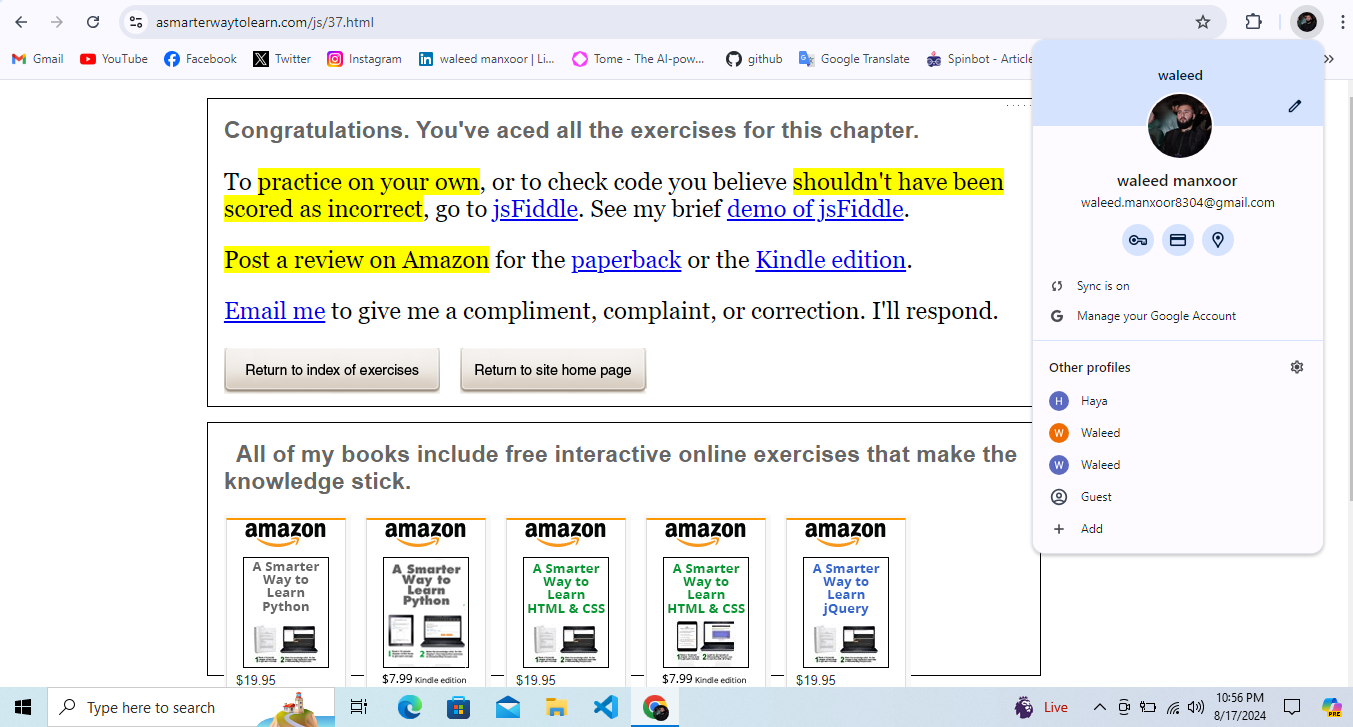 asmarterwaytolearn.com/js/37.html
Gmail YouTube Facebook Twitter Instagram waleed manxoor | Li... Tome - The AI-pow... github Google Translate Spinbot - Article
Congratulations. You've aced all the exercises for this chapter.
To practice on your own, or to check code you believe shouldn't have been
scored as incorrect, go to jsFiddle. See my brief demo of jsFiddle.
Post a review on Amazon for the paperback or the Kindle edition.
Email me to give me a compliment, complaint, or correction. I'll respond.
Return to index of exercises Return to site home page
All of my books include free interactive online exercises that make the
knowledge stick.
amazon amazon amazon amazon amazon
A Smarter A Smarter A Smarter A Smarter A Smarter
Way to Way to Way to Way to Way to
Learn Learn Learn Learn Learn
Python Python HTML & CSS HTML & CSS jQuery
$19.95 $7.99 Kindle edition $19.95 $7.99 Kindle edition $19.95
waleed
waleed manxoor
waleed.manxoor8304@gmail.com
Sync is on
G Manage your Google Account
Other profiles
H Haya
W Waleed
W Waleed
Guest
+ Add
Type here to search Live 10:56 PM
8/17/2024
PRE